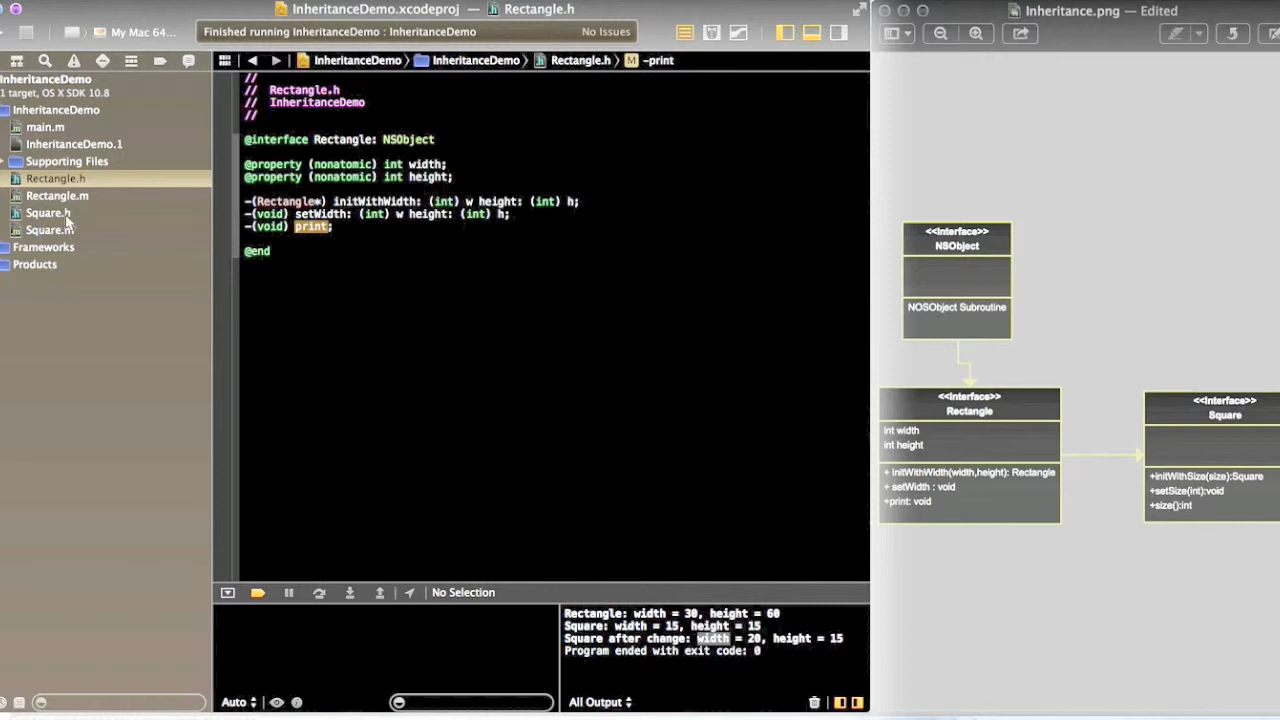 InheritanceDemo.xcodeproj — Rectangle.h
My Mac 64...
Finished running InheritanceDemo : InheritanceDemo
No Issues
InheritanceDemo
1 target, OS X SDK 10.8
InheritanceDemo
main.m
InheritanceDemo.1
Supporting Files
Rectangle.h
Rectangle.m
Square.h
Square.m
Frameworks
Products
InheritanceDemo
InheritanceDemo
Rectangle.h
M -print
//
// Rectangle.h
// InheritanceDemo
//
@interface Rectangle: NSObject
@property (nonatomic) int width;
@property (nonatomic) int height;
-(Rectangle*) initWithWidth: (int) w height: (int) h;
-(void) setWidth: (int) w height: (int) h;
-(void) print;
@end
No Selection
Rectangle: width = 30, height = 60
Square: width = 15, height = 15
Square after change: width = 20, height = 15
Program ended with exit code: 0
Auto
All Output
Inheritance.png — Edited
<<Interface>>
NSObject
NOSObject Subroutine
<<Interface>>
Rectangle
int width
int height
+ initWithWidth(width,height): Rectangle
+ setWidth : void
+print: void
<<Interface>>
Square
+initWithSize(size):Square
+setSize(int):void
+size():int